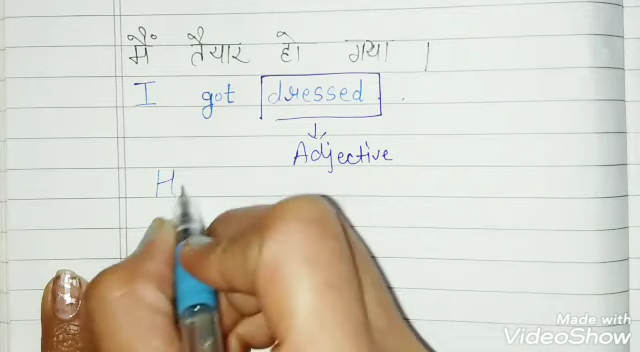 मैं तैयार हो गया |
I got dressed .
Adjective
H
Made with
VideoShow